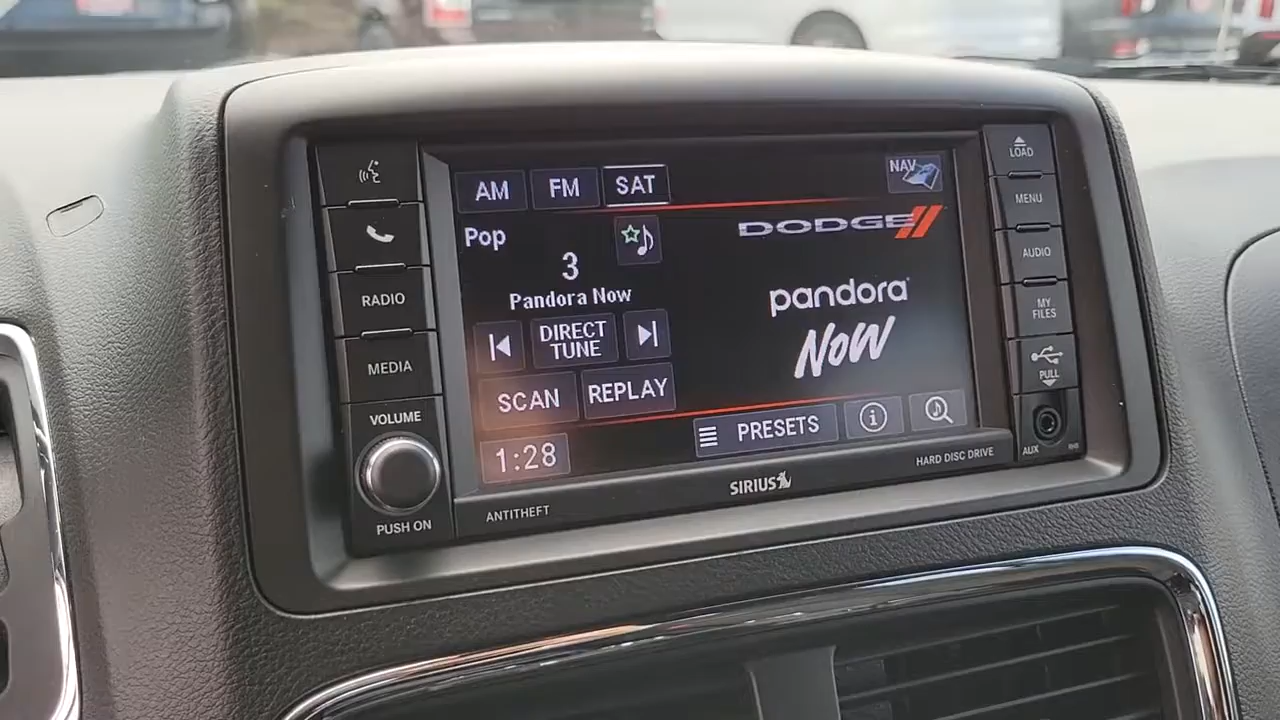 AM FM SAT NAV
Pop
3
Pandora Now
DIRECT
TUNE
SCAN REPLAY
1:28
DODGE
pandora
NOW
PRESETS
RADIO
MEDIA
VOLUME
PUSH ON
ANTITHEFT
SIRIUS
HARD DISC DRIVE
LOAD
MENU
AUDIO
MY
FILES
PULL
AUX